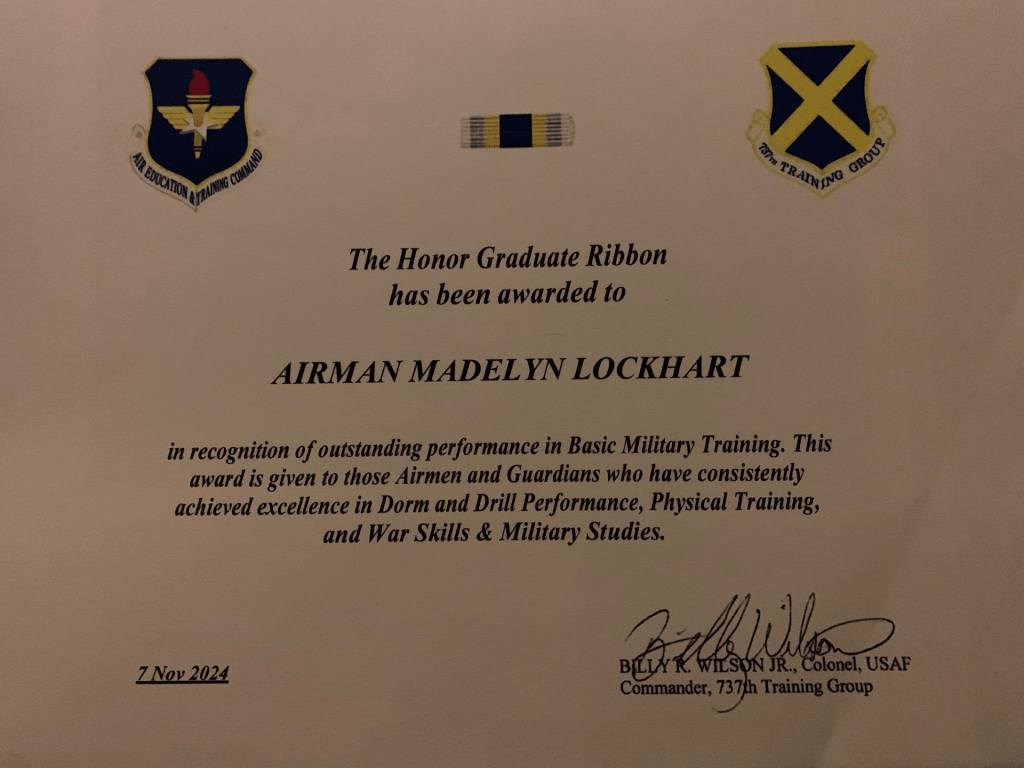 AIR EDUCATION & TRAINING COMMAND
737TH TRAINING GROUP
The Honor Graduate Ribbon
has been awarded to
AIRMAN MADELYN LOCKHART
in recognition of outstanding performance in Basic Military Training. This
award is given to those Airmen and Guardians who have consistently
achieved excellence in Dorm and Drill Performance, Physical Training,
and War Skills & Military Studies.
Billy Wilson
7 Nov 2024
BILLY R. WILSON JR., Colonel, USAF
Commander, 737th Training Group